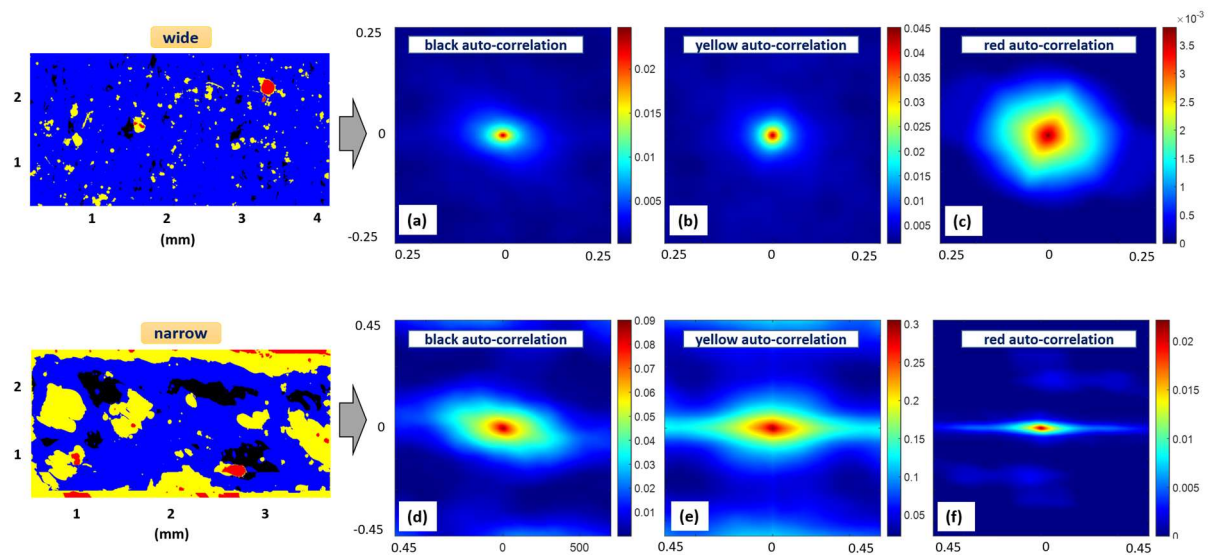 wide
2
1
1 2 3 4
(mm)
0.25
0
-0.25
black auto-correlation
(a)
0.25 0 0.25
0.02
0.015
0.01
0.005
yellow auto-correlation
(b)
0.25 0 0.25
0.045
0.04
0.035
0.03
0.025
0.02
0.015
0.01
0.005
red auto-correlation
(c)
0.25 0 0.25
×10-3
3.5
3
2.5
2
1.5
1
0.5
0
narrow
2
1
1 2 3
(mm)
0.45
0
-0.45
black auto-correlation
(d)
0.45 0 500
0.09
0.08
0.07
0.06
0.05
0.04
0.03
0.02
0.01
yellow auto-correlation
(e)
0.45 0 0.45
0.3
0.25
0.2
0.15
0.1
0.05
red auto-correlation
(f)
0.45 0 0.45
0.02
0.015
0.01
0.005
0